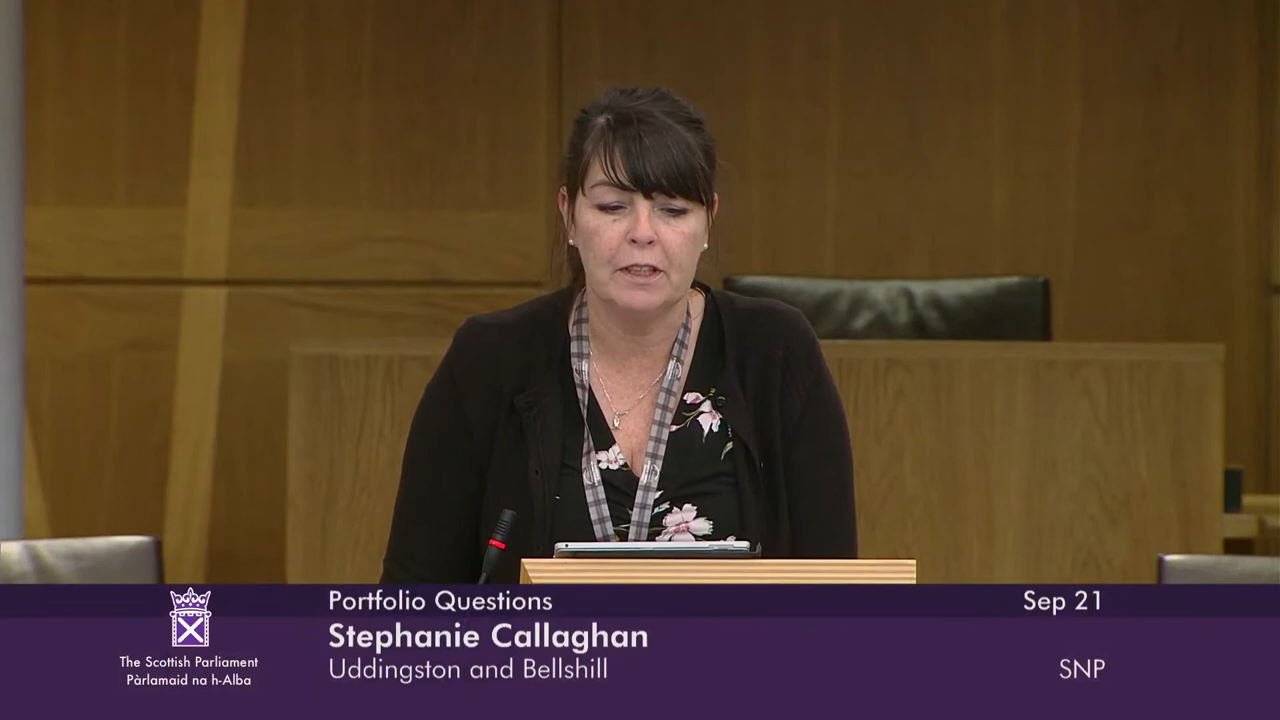 Portfolio Questions
Sep 21
Stephanie Callaghan
Uddingston and Bellshill
SNP
The Scottish Parliament
Pàrlamaid na h-Alba